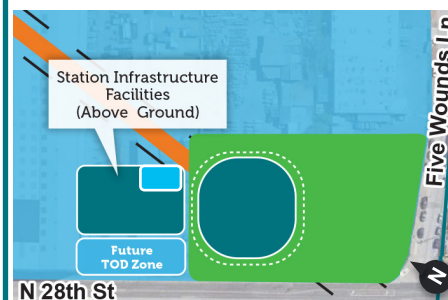 Station Infrastructure
Facilities
(Above Ground)
Five Wounds Ln
Future
TOD Zone
N 28th St
N